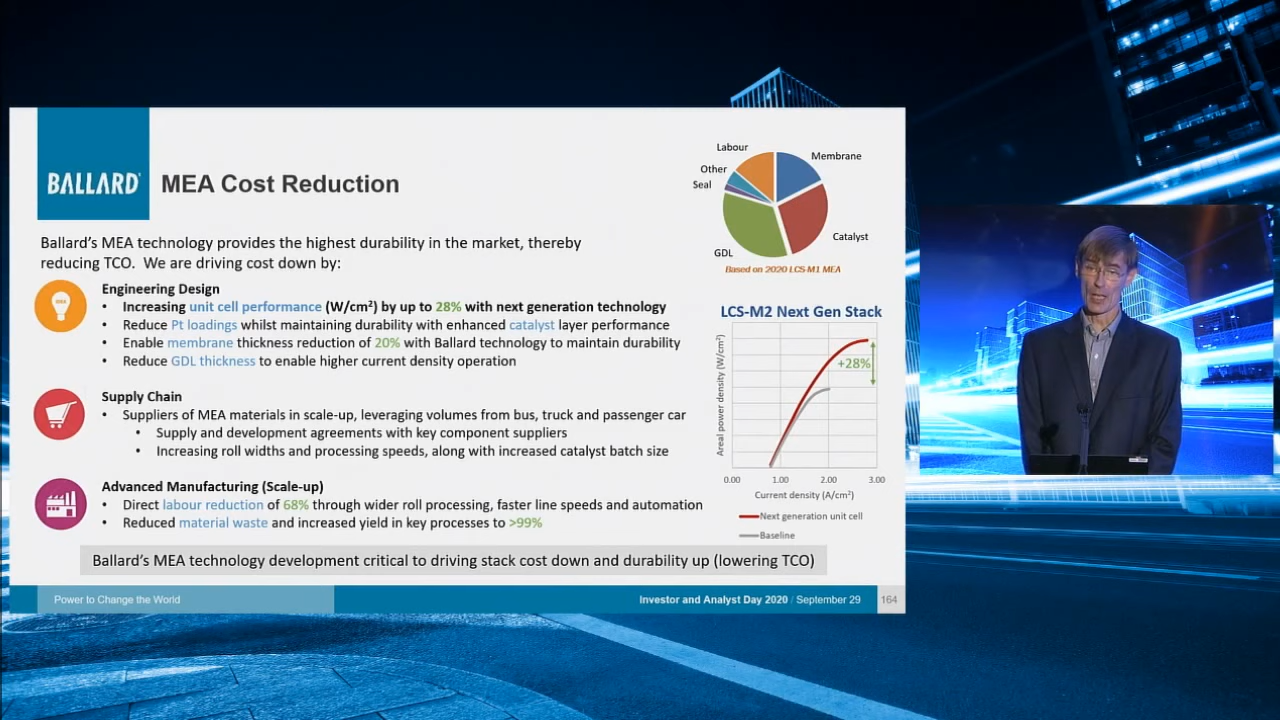 BALLARD
MEA Cost Reduction
Ballard's MEA technology provides the highest durability in the market, thereby
reducing TCO. We are driving cost down by:
Engineering Design
• Increasing unit cell performance (W/cm²) by up to 28% with next generation technology
• Reduce Pt loadings whilst maintaining durability with enhanced catalyst layer performance
• Enable membrane thickness reduction of 20% with Ballard technology to maintain durability
• Reduce GDL thickness to enable higher current density operation
Supply Chain
• Suppliers of MEA materials in scale-up, leveraging volumes from bus, truck and passenger car
• Supply and development agreements with key component suppliers
• Increasing roll widths and processing speeds, along with increased catalyst batch size
Advanced Manufacturing (Scale-up)
• Direct labour reduction of 68% through wider roll processing, faster line speeds and automation
• Reduced material waste and increased yield in key processes to >99%
Labour
Membrane
Other
Seal
Catalyst
GDL
Based on 2020 LCS-M1 MEA
LCS-M2 Next Gen Stack
Areal power density (W/cm²)
+28%
0.00 1.00 2.00 3.00
Current density (A/cm²)
Next generation unit cell
Baseline
Ballard's MEA technology development critical to driving stack cost down and durability up (lowering TCO)
Power to Change the World
Investor and Analyst Day 2020 / September 29
164